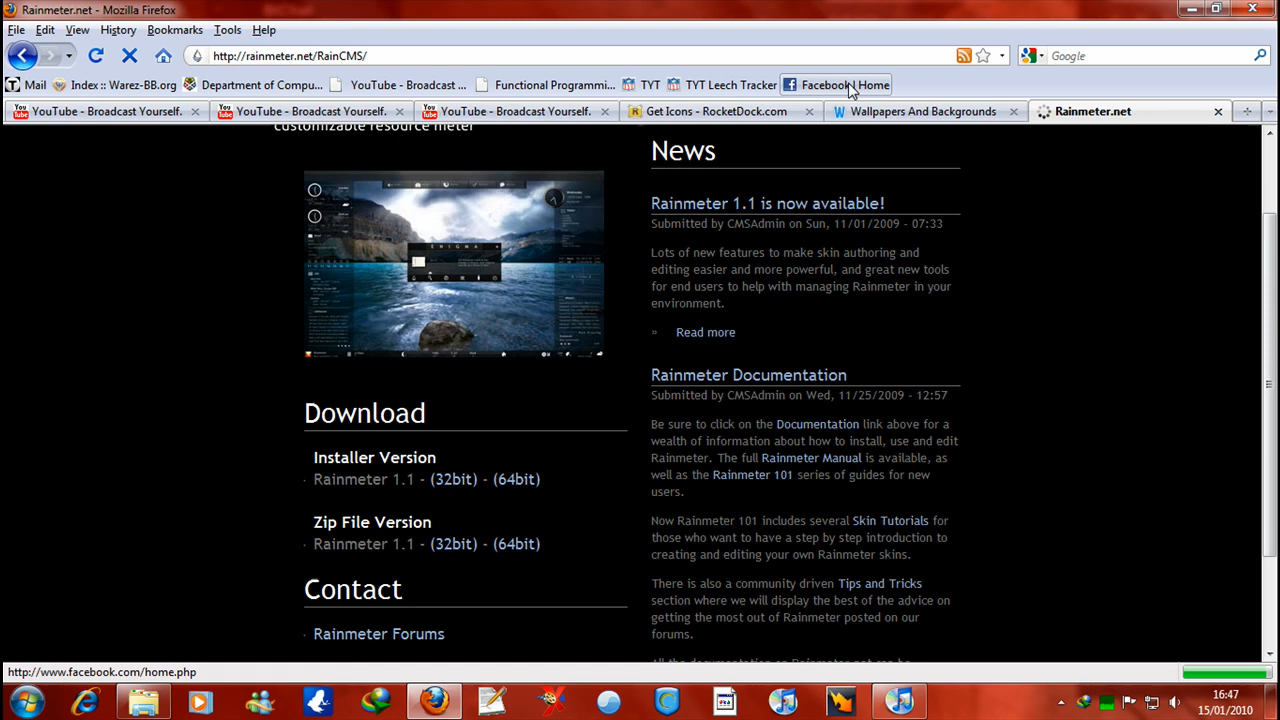 Rainmeter.net - Mozilla Firefox
File Edit View History Bookmarks Tools Help
http://rainmeter.net/RainCMS/
Google
Mail Index :: Warez-BB.org Department of Compu... YouTube - Broadcast ... Functional Programmi... TYT TYT Leech Tracker Facebook | Home
YouTube - Broadcast Yourself. YouTube - Broadcast Yourself. YouTube - Broadcast Yourself. Get Icons - RocketDock.com Wallpapers And Backgrounds Rainmeter.net
customizable resource meter
ENIGMA
Download
Installer Version
Rainmeter 1.1 - (32bit) - (64bit)
Zip File Version
Rainmeter 1.1 - (32bit) - (64bit)
Contact
Rainmeter Forums
News
Rainmeter 1.1 is now available!
Submitted by CMSAdmin on Sun, 11/01/2009 - 07:33
Lots of new features to make skin authoring and
editing easier and more powerful, and great new tools
for end users to help with managing Rainmeter in your
environment.
» Read more
Rainmeter Documentation
Submitted by CMSAdmin on Wed, 11/25/2009 - 12:57
Be sure to click on the Documentation link above for a
wealth of information about how to install, use and edit
Rainmeter. The full Rainmeter Manual is available, as
well as the Rainmeter 101 series of guides for new
users.
Now Rainmeter 101 includes several Skin Tutorials for
those who want to have a step by step introduction to
creating and editing your own Rainmeter skins.
There is also a community driven Tips and Tricks
section where we will display the best of the advice on
getting the most out of Rainmeter posted on our
forums.
All the documentation on Rainmeter.net can be
http://www.facebook.com/home.php
16:47
15/01/2010